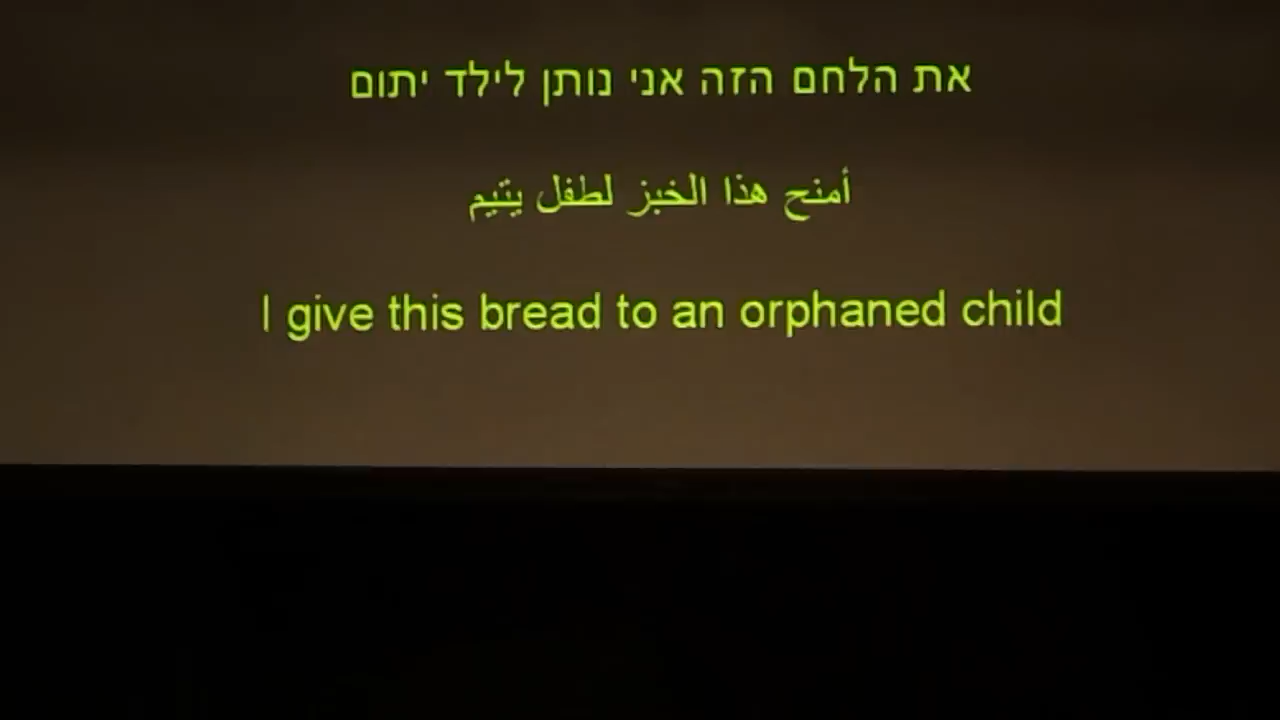 את הלחם הזה אני נותן לילד יתום
أمنح هذا الخبز لطفل يتيم
I give this bread to an orphaned child